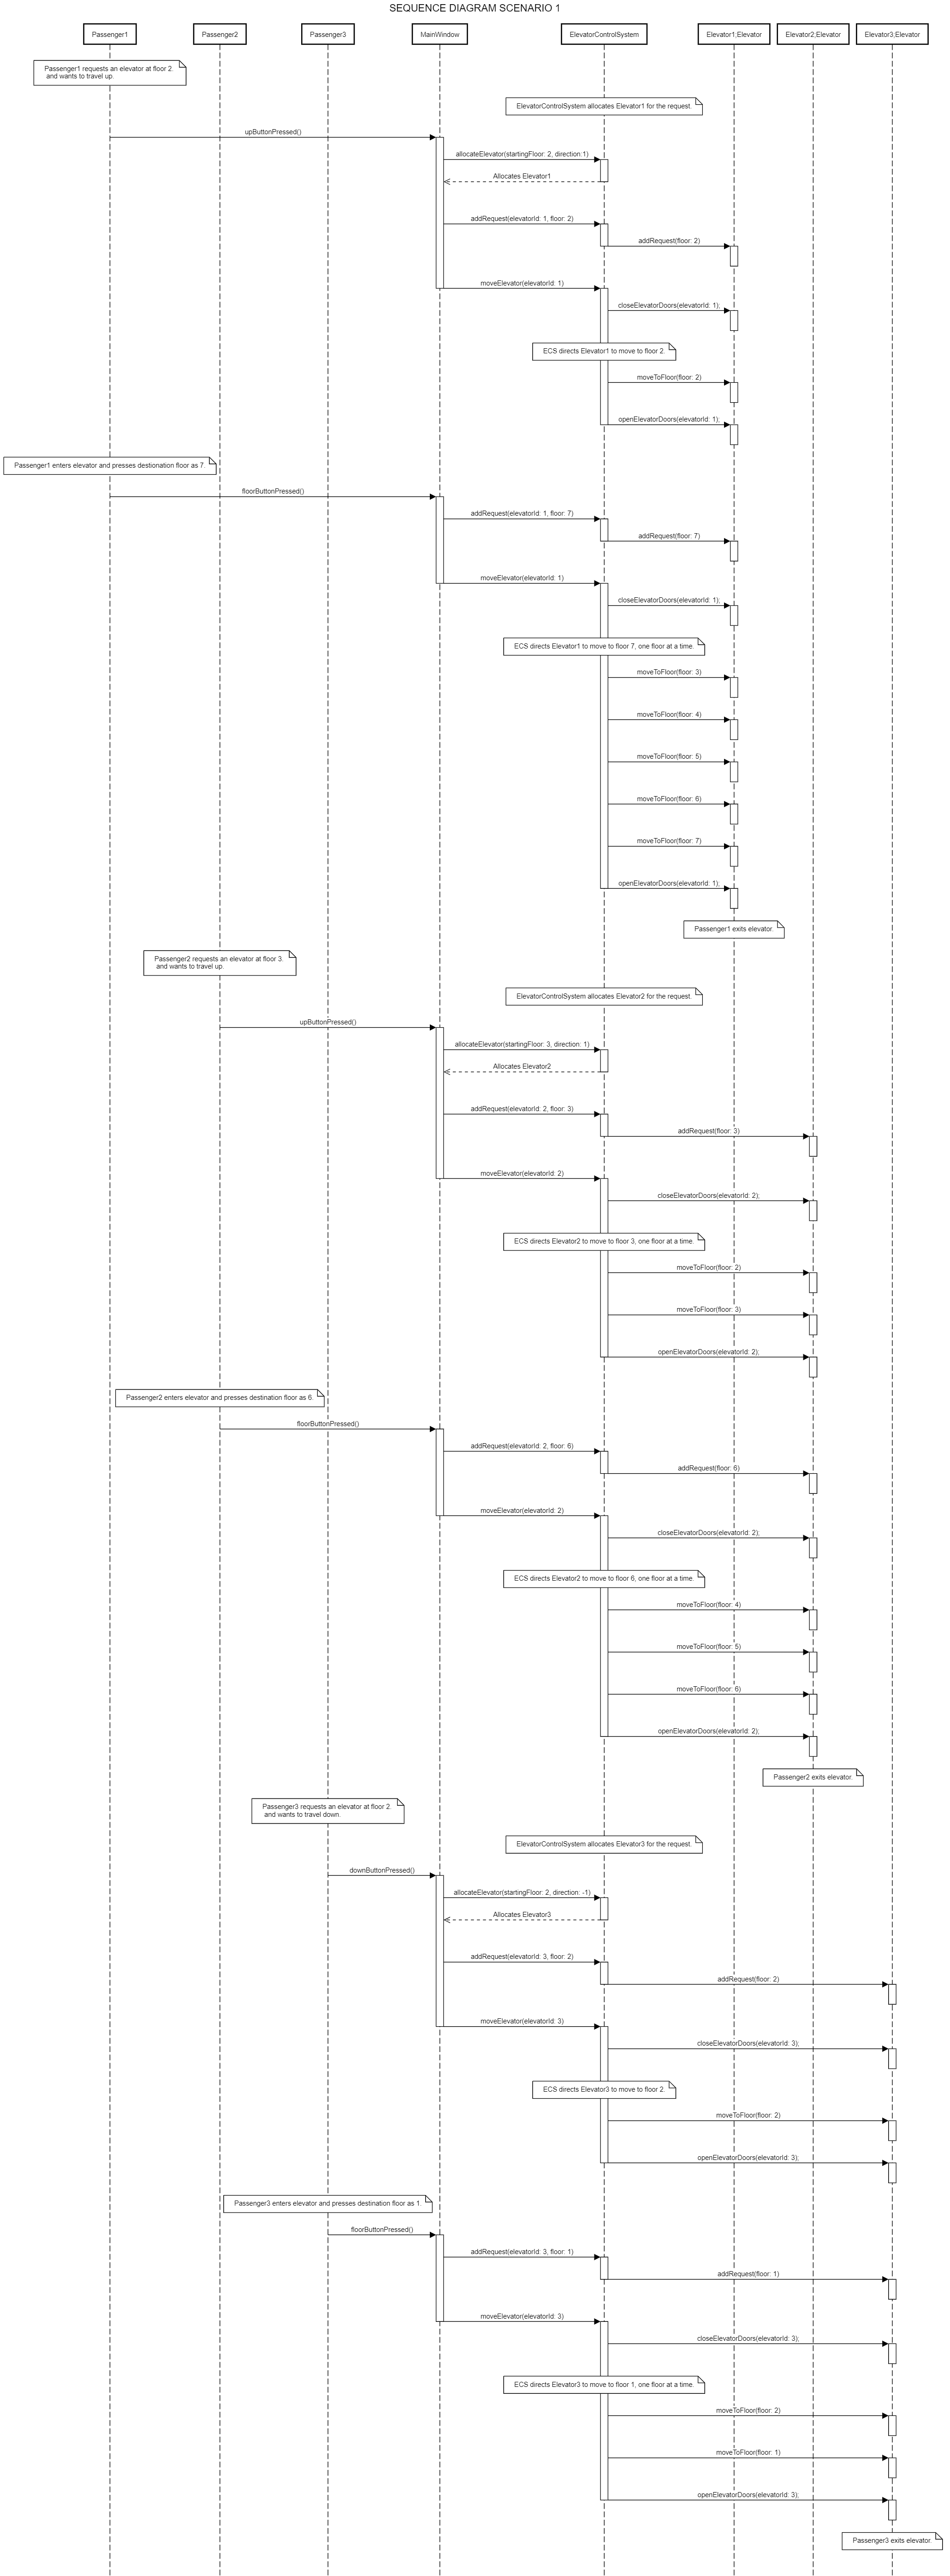 SEQUENCE DIAGRAM SCENARIO 1
Passenger1
Passenger2
Passenger3
MainWindow
ElevatorControlSystem
Elevator1;Elevator
Elevator2;Elevator
Elevator3;Elevator
Passenger1 requests an elevator at floor 2.
and wants to travel up.
ElevatorControlSystem allocates Elevator1 for the request.
upButtonPressed()
allocateElevator(startingFloor: 2, direction:1)
Allocates Elevator1
addRequest(elevatorId: 1, floor: 2)
addRequest(floor: 2)
moveElevator(elevatorId: 1)
closeElevatorDoors(elevatorId: 1);
ECS directs Elevator1 to move to floor 2.
moveToFloor(floor: 2)
openElevatorDoors(elevatorId: 1);
Passenger1 enters elevator and presses destionation floor as 7.
floorButtonPressed()
addRequest(elevatorId: 1, floor: 7)
addRequest(floor: 7)
moveElevator(elevatorId: 1)
closeElevatorDoors(elevatorId: 1);
ECS directs Elevator1 to move to floor 7, one floor at a time.
moveToFloor(floor: 3)
moveToFloor(floor: 4)
moveToFloor(floor: 5)
moveToFloor(floor: 6)
moveToFloor(floor: 7)
openElevatorDoors(elevatorId: 1);
Passenger1 exits elevator.
Passenger2 requests an elevator at floor 3.
and wants to travel up.
ElevatorControlSystem allocates Elevator2 for the request.
upButtonPressed()
allocateElevator(startingFloor: 3, direction: 1)
Allocates Elevator2
addRequest(elevatorId: 2, floor: 3)
addRequest(floor: 3)
moveElevator(elevatorId: 2)
closeElevatorDoors(elevatorId: 2);
ECS directs Elevator2 to move to floor 3, one floor at a time.
moveToFloor(floor: 2)
moveToFloor(floor: 3)
openElevatorDoors(elevatorId: 2);
Passenger2 enters elevator and presses destination floor as 6.
floorButtonPressed()
addRequest(elevatorId: 2, floor: 6)
addRequest(floor: 6)
moveElevator(elevatorId: 2)
closeElevatorDoors(elevatorId: 2);
ECS directs Elevator2 to move to floor 6, one floor at a time.
moveToFloor(floor: 4)
moveToFloor(floor: 5)
moveToFloor(floor: 6)
openElevatorDoors(elevatorId: 2);
Passenger2 exits elevator.
Passenger3 requests an elevator at floor 2.
and wants to travel down.
ElevatorControlSystem allocates Elevator3 for the request.
downButtonPressed()
allocateElevator(startingFloor: 2, direction: -1)
Allocates Elevator3
addRequest(elevatorId: 3, floor: 2)
addRequest(floor: 2)
moveElevator(elevatorId: 3)
closeElevatorDoors(elevatorId: 3);
ECS directs Elevator3 to move to floor 2.
moveToFloor(floor: 2)
openElevatorDoors(elevatorId: 3);
Passenger3 enters elevator and presses destination floor as 1.
floorButtonPressed()
addRequest(elevatorId: 3, floor: 1)
addRequest(floor: 1)
moveElevator(elevatorId: 3)
closeElevatorDoors(elevatorId: 3);
ECS directs Elevator3 to move to floor 1, one floor at a time.
moveToFloor(floor: 2)
moveToFloor(floor: 1)
openElevatorDoors(elevatorId: 3);
Passenger3 exits elevator.